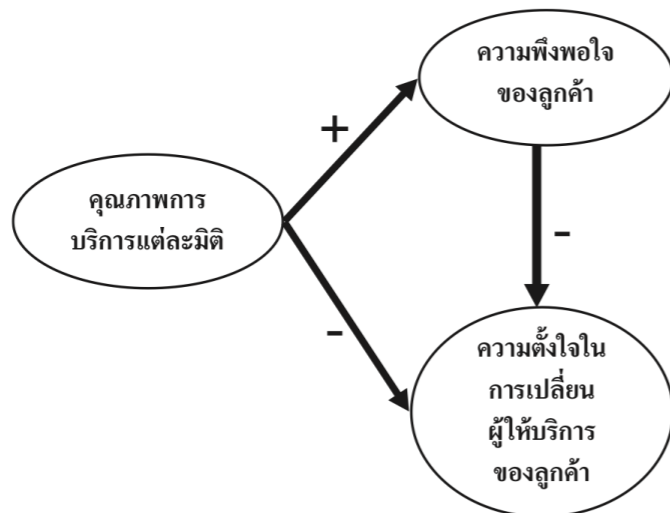 ความพึงพอใจ
ของลูกค้า
+
คุณภาพการ
บริการแต่ละมิติ
-
-
ความตั้งใจใน
การเปลี่ยน
ผู้ให้บริการ
ของลูกค้า